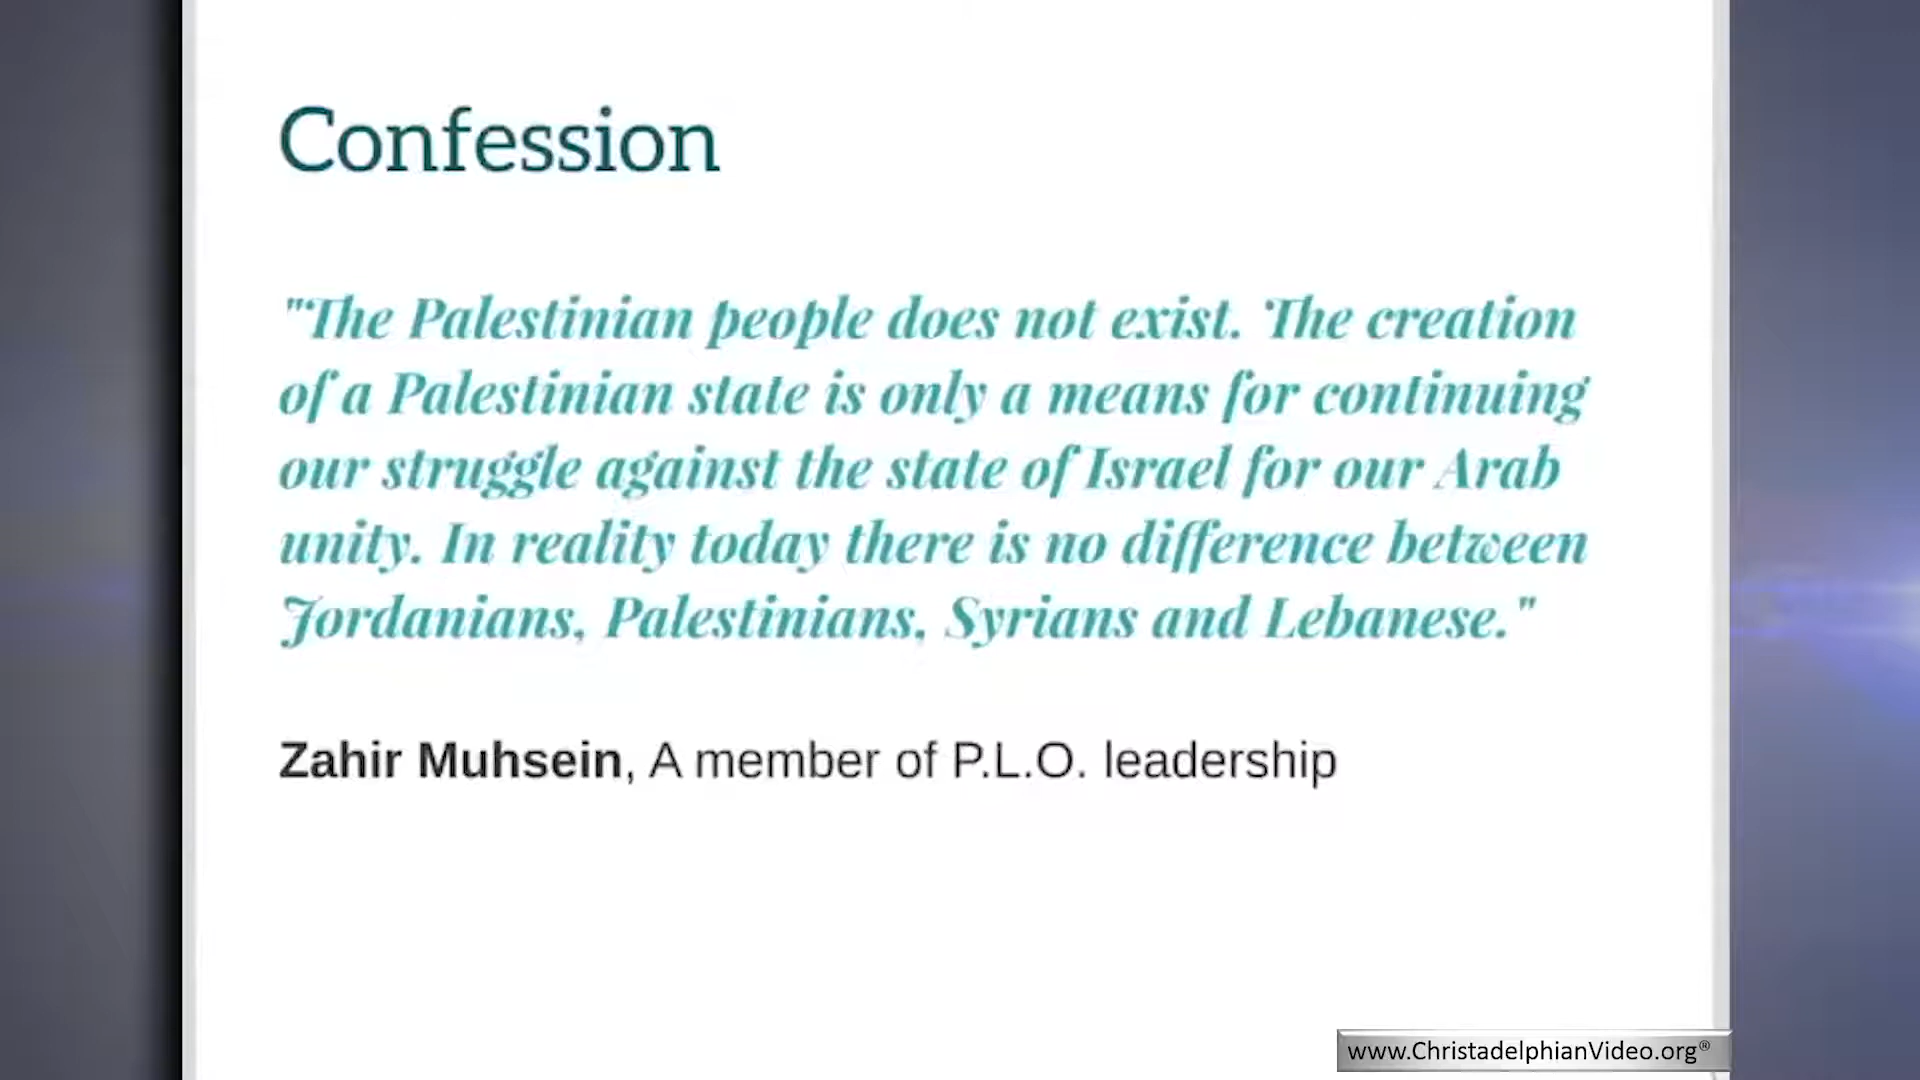 Confession
"The Palestinian people does not exist. The creation
of a Palestinian state is only a means for continuing
our struggle against the state of Israel for our Arab
unity. In reality today there is no difference between
Jordanians, Palestinians, Syrians and Lebanese."
Zahir Muhsein, A member of P.L.O. leadership
www.ChristadelphianVideo.org®